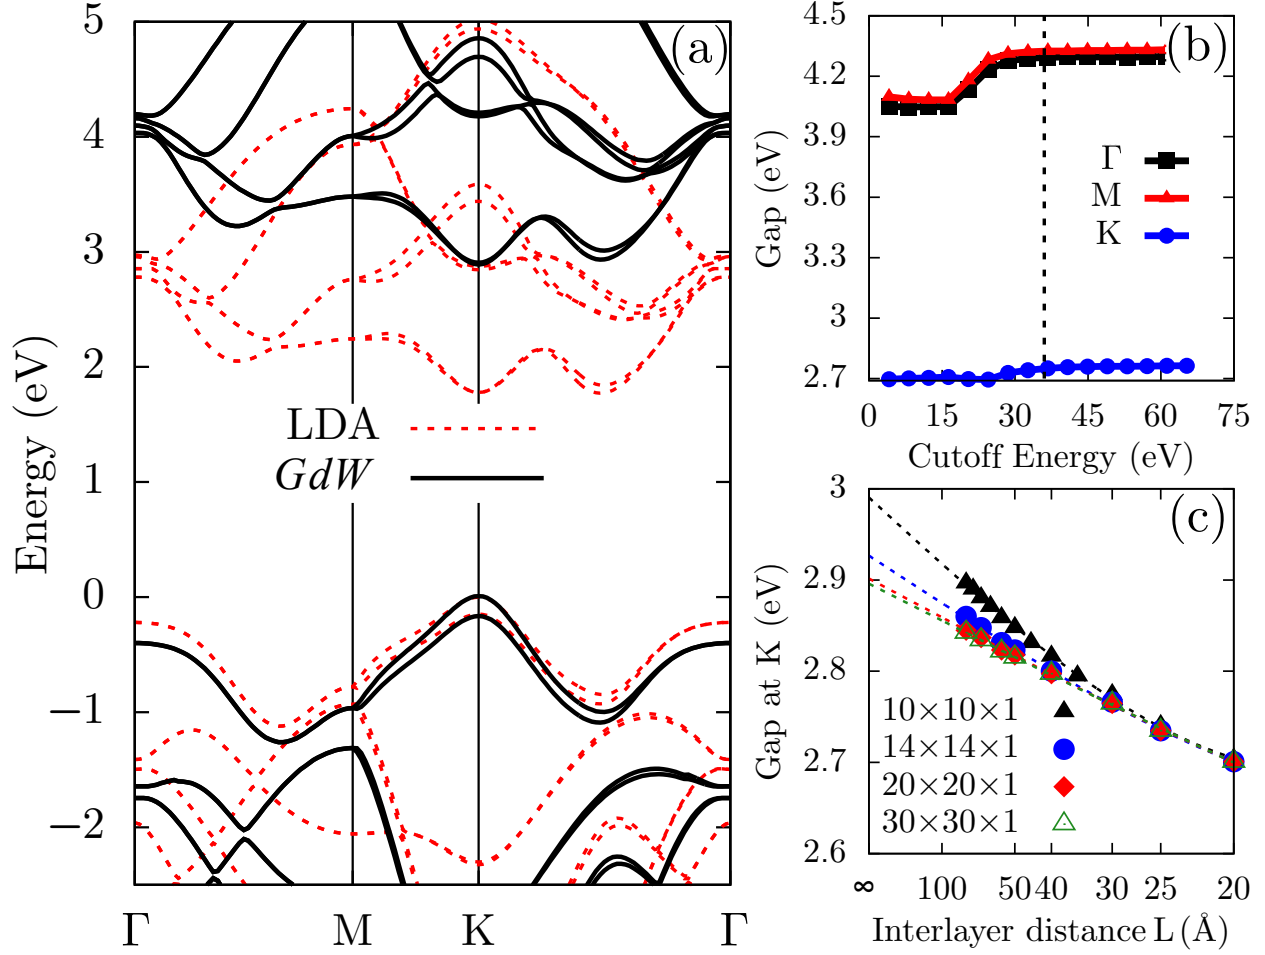 (a)
Energy (eV)
5
4
3
2
1
0
−1
−2
LDA
GdW
Γ
M
K
Γ
(b)
Gap (eV)
4.5
4.2
3.9
3.6
3.3
3
2.7
Γ
M
K
0 15 30 45 60 75
Cutoff Energy (eV)
(c)
Gap at K (eV)
3
2.9
2.8
2.7
2.6
10×10×1
14×14×1
20×20×1
30×30×1
∞ 100 50 40 30 25 20
Interlayer distance L (Å)